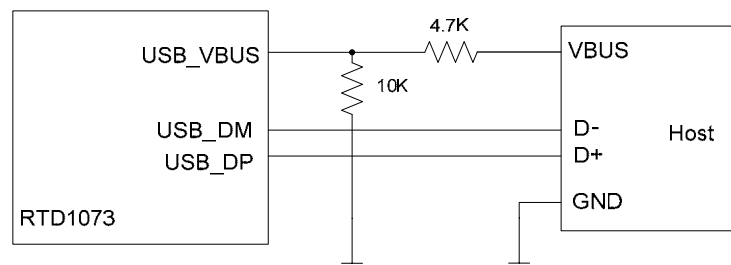 4.7K
USB_VBUS
VBUS
10K
USB_DM
D-
Host
USB_DP
D+
GND
RTD1073